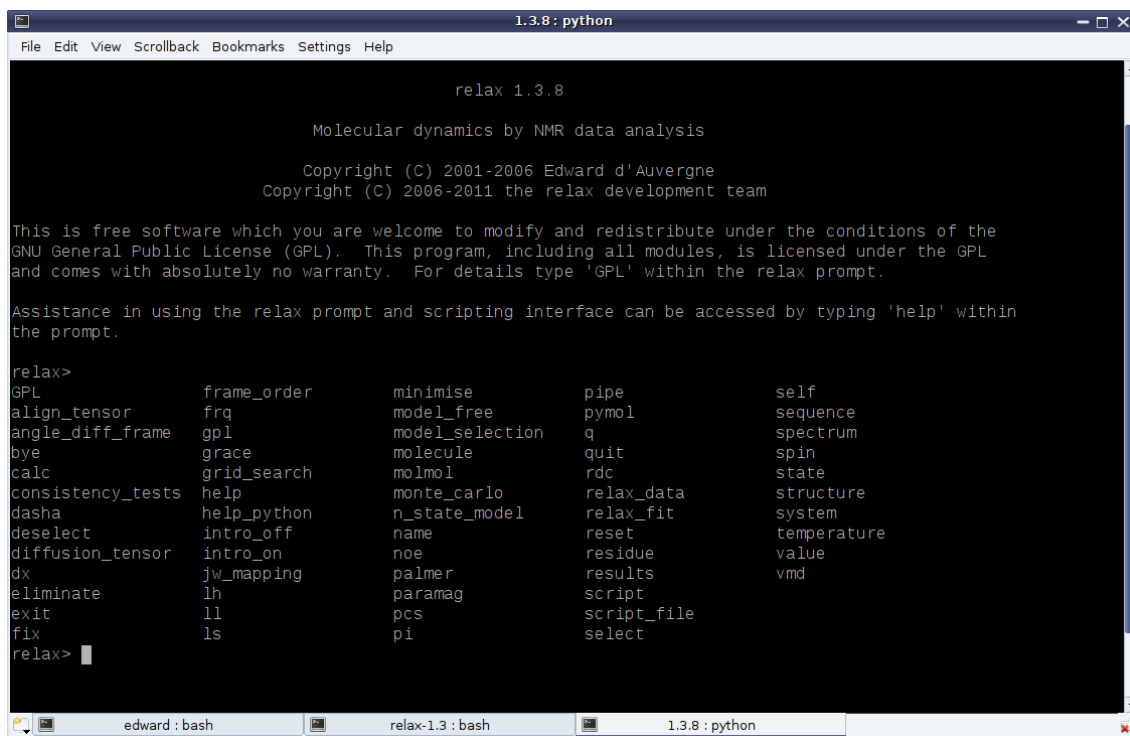 1.3.8 : python
File Edit View Scrollback Bookmarks Settings Help
relax 1.3.8
Molecular dynamics by NMR data analysis
Copyright (C) 2001-2006 Edward d'Auvergne
Copyright (C) 2006-2011 the relax development team
This is free software which you are welcome to modify and redistribute under the conditions of the
GNU General Public License (GPL). This program, including all modules, is licensed under the GPL
and comes with absolutely no warranty. For details type 'GPL' within the relax prompt.
Assistance in using the relax prompt and scripting interface can be accessed by typing 'help' within
the prompt.
relax>
GPL frame_order minimise pipe self
align_tensor frq model_free pymol sequence
angle_diff_frame gpl model_selection q spectrum
bye grace molecule quit spin
calc grid_search molmol rdc state
consistency_tests help monte_carlo relax_data structure
dasha help_python n_state_model relax_fit system
deselect intro_off name reset temperature
diffusion_tensor intro_on noe residue value
dx jw_mapping palmer results vmd
eliminate lh paramag script
exit ll pcs script_file
fix ls pi select
relax>
edward : bash relax-1.3 : bash 1.3.8 : python